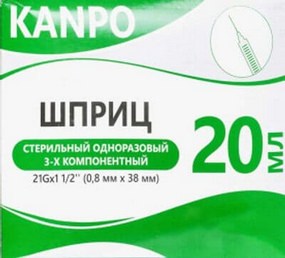 KANPO
ШПРИЦ
СТЕРИЛЬНЫЙ ОДНОРАЗОВЫЙ
3-Х КОМПОНЕНТНЫЙ
21Gx1 1/2'' (0,8 мм x 38 мм)
20 мл